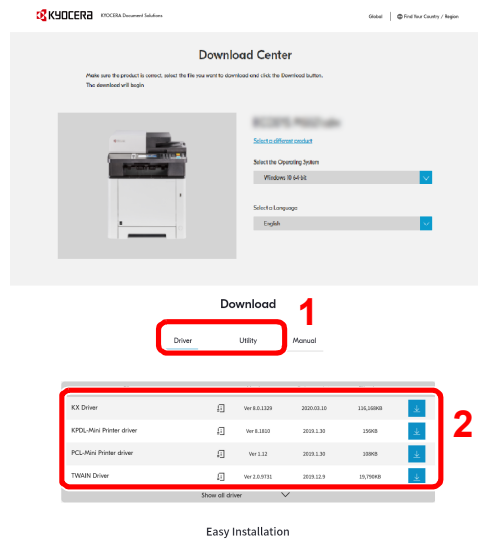 KYOCERA KYOCERA Document Solutions Global Find Your Country / Region
Download Center
Make sure the product is correct, select the file you want to download and click the Download button.
The download will begin
Select a different product
Select the Operating System
Windows 10 64 bit
Select a Language
English
Download 1
Driver Utility Manual
KX Driver Ver 8.0.1329 2020.03.10 116,168KB
KPDL-Mini Printer driver Ver 8.1810 2019.1.30 156KB
2
PCL-Mini Printer driver Ver 1.12 2019.1.30 108KB
TWAIN Driver Ver 2.0.9731 2019.12.9 19,790KB
Show all driver
Easy Installation